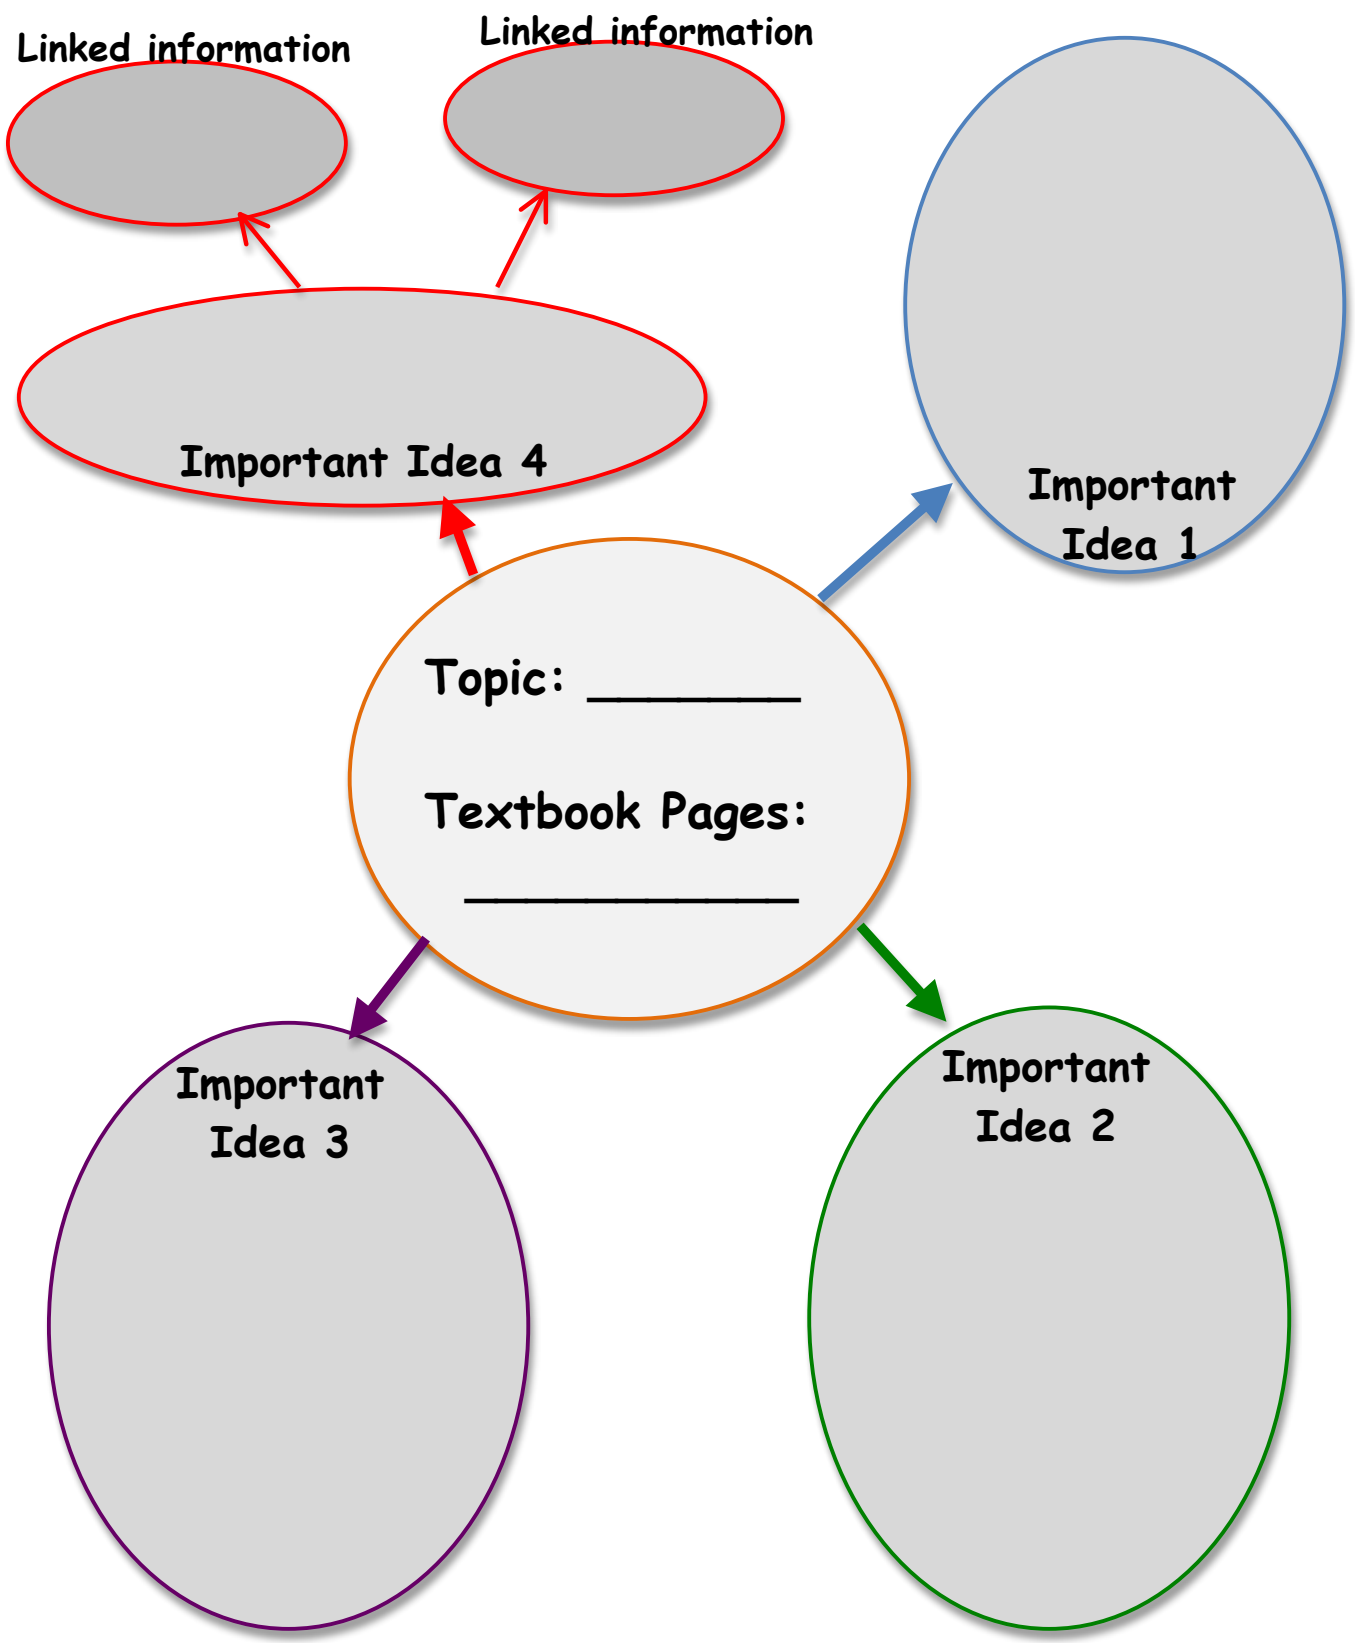 Linked information
Linked information
Important Idea 4
Important
Idea 1
Topic: _______
Textbook Pages:
___________
Important
Idea 3
Important
Idea 2